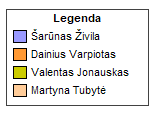 Legenda
Šarūnas Živila
Dainius Varpiotas
Valentas Jonauskas
Martyna Tubytė